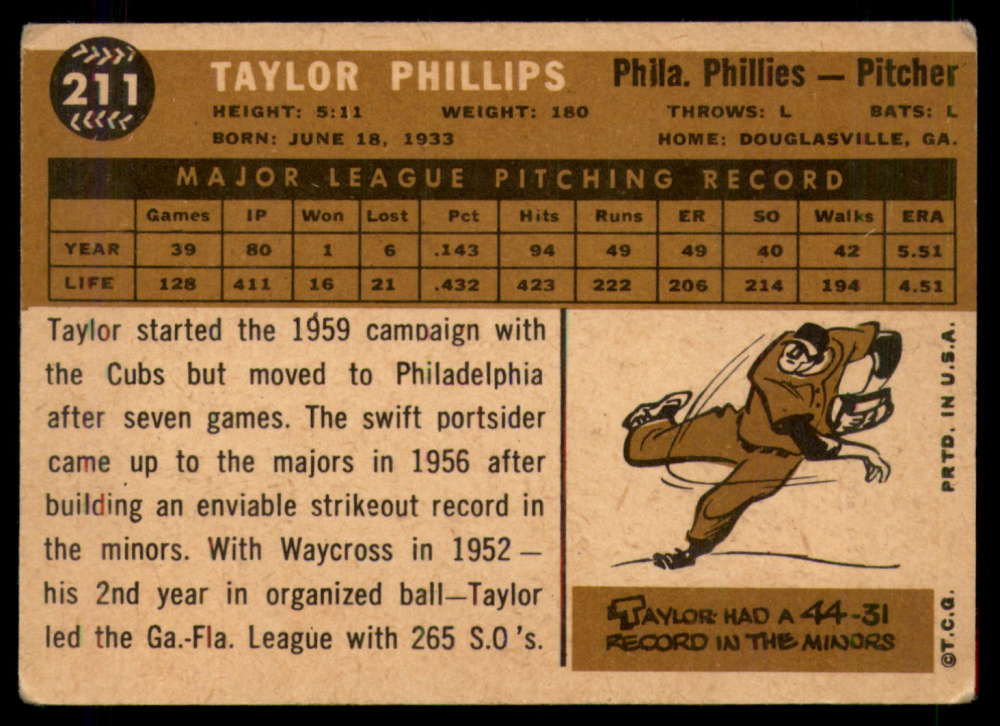 211
TAYLOR PHILLIPS Phila. Phillies — Pitcher
HEIGHT: 5:11 WEIGHT: 180 THROWS: L BATS: L
BORN: JUNE 18, 1933 HOME: DOUGLASVILLE, GA.
MAJOR LEAGUE PITCHING RECORD
Games IP Won Lost Pct Hits Runs ER SO Walks ERA
YEAR 39 80 1 6 .143 94 49 49 40 42 5.51
LIFE 128 411 16 21 .432 423 222 206 214 194 4.51
Taylor started the 1959 campaign with
the Cubs but moved to Philadelphia
after seven games. The swift portsider
came up to the majors in 1956 after
building an enviable strikeout record in
the minors. With Waycross in 1952 —
his 2nd year in organized ball—Taylor
led the Ga.-Fla. League with 265 S.O 's.
TAYLOR HAD A 44-31
RECORD IN THE MINORS
PRTD. IN U.S.A.
©T.C.G.